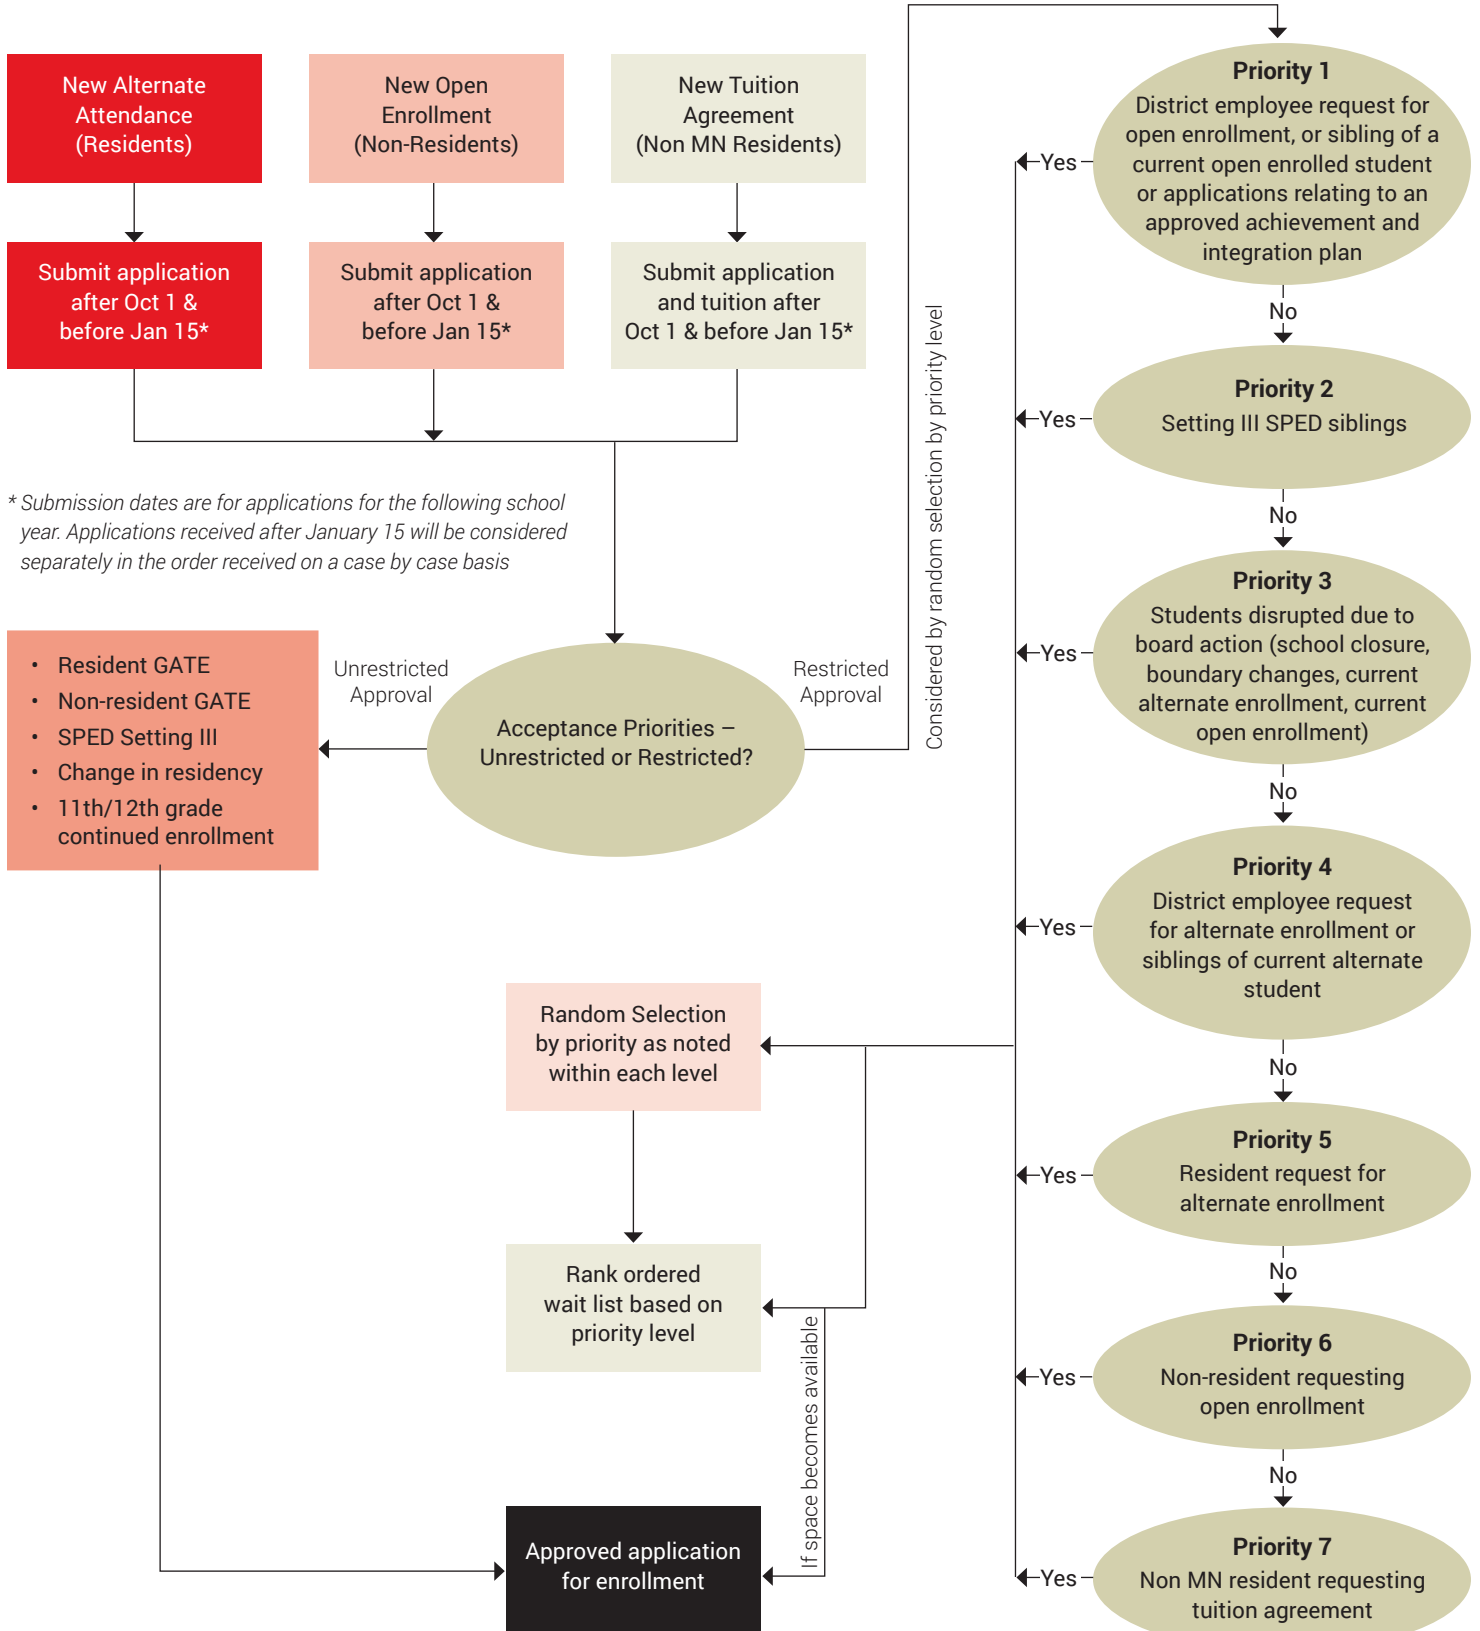 New Alternate
Attendance
(Residents)
New Open
Enrollment
(Non-Residents)
New Tuition
Agreement
(Non MN Residents)
Submit application
after Oct 1 &
before Jan 15*
Submit application
after Oct 1 &
before Jan 15*
Submit application
and tuition after
Oct 1 & before Jan 15*
* Submission dates are for applications for the following school
year. Applications received after January 15 will be considered
separately in the order received on a case by case basis
Acceptance Priorities –
Unrestricted or Restricted?
Unrestricted
Approval
• Resident GATE
• Non-resident GATE
• SPED Setting III
• Change in residency
• 11th/12th grade
continued enrollment
Restricted
Approval
Considered by random selection by priority level
Priority 1
District employee request for
open enrollment, or sibling of a
current open enrolled student
or applications relating to an
approved achievement and
integration plan
Yes
No
Priority 2
Setting III SPED siblings
Yes
No
Priority 3
Students disrupted due to
board action (school closure,
boundary changes, current
alternate enrollment, current
open enrollment)
Yes
No
Priority 4
District employee request
for alternate enrollment or
siblings of current alternate
student
Yes
No
Priority 5
Resident request for
alternate enrollment
Yes
No
Priority 6
Non-resident requesting
open enrollment
Yes
No
Priority 7
Non MN resident requesting
tuition agreement
Yes
Random Selection
by priority as noted
within each level
Rank ordered
wait list based on
priority level
If space becomes available
Approved application
for enrollment